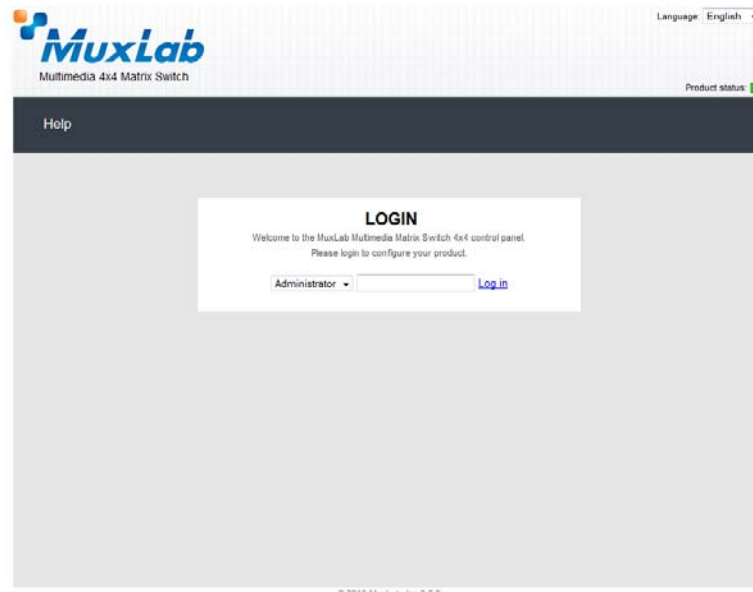 Language: English
MuxLab
Multimedia 4x4 Matrix Switch
Product status:
Help
LOGIN
Welcome to the MuxLab Multimedia Matrix Switch 4x4 control panel.
Please login to configure your product.
Administrator Log in